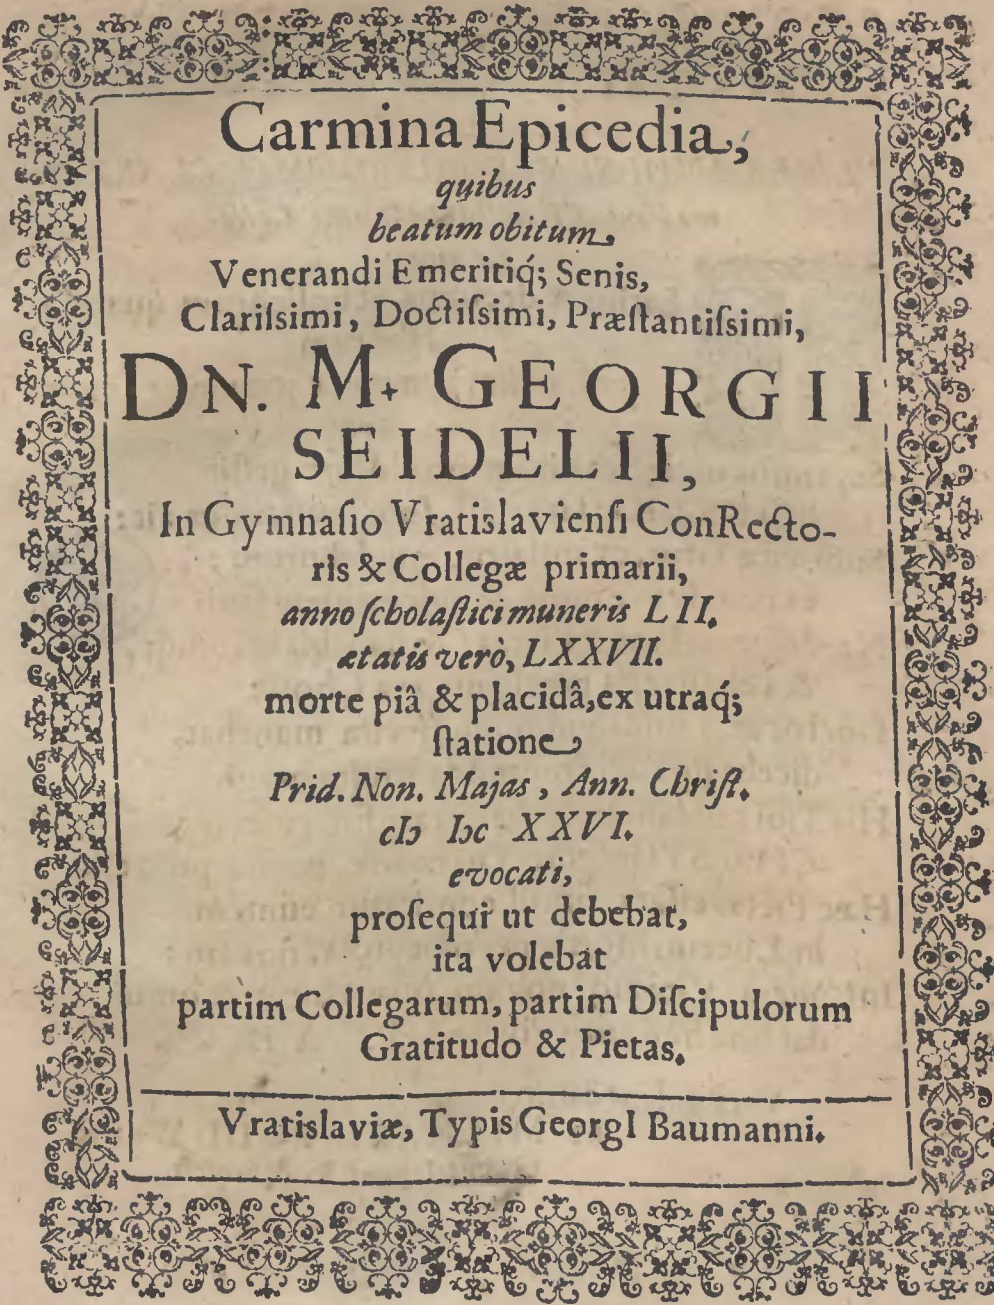 Carmina Epicedia,
quibus
beatum obitum,
Venerandi Emeritiq́; Senis,
Clariſsimi, Doctiſsimi, Præſtantiſsimi,
DN. M. GEORGII
SEIDELII,
In Gymnaſio Vratislavienſi ConRecto-
ris & Collegæ primarii,
anno ſcholaſtici muneris LII.
ætatis verò, LXXVII.
morte piâ & placidâ, ex utraq́;
ſtatione
Prid. Non. Majas, Ann. Chriſt.
cIɔ Iɔc XXVI.
evocati,
proſequi ut debebat,
ita volebat
partim Collegarum, partim Diſcipulorum
Gratitudo & Pietas.
Vratislaviæ, Typis GeorgI Baumanni.